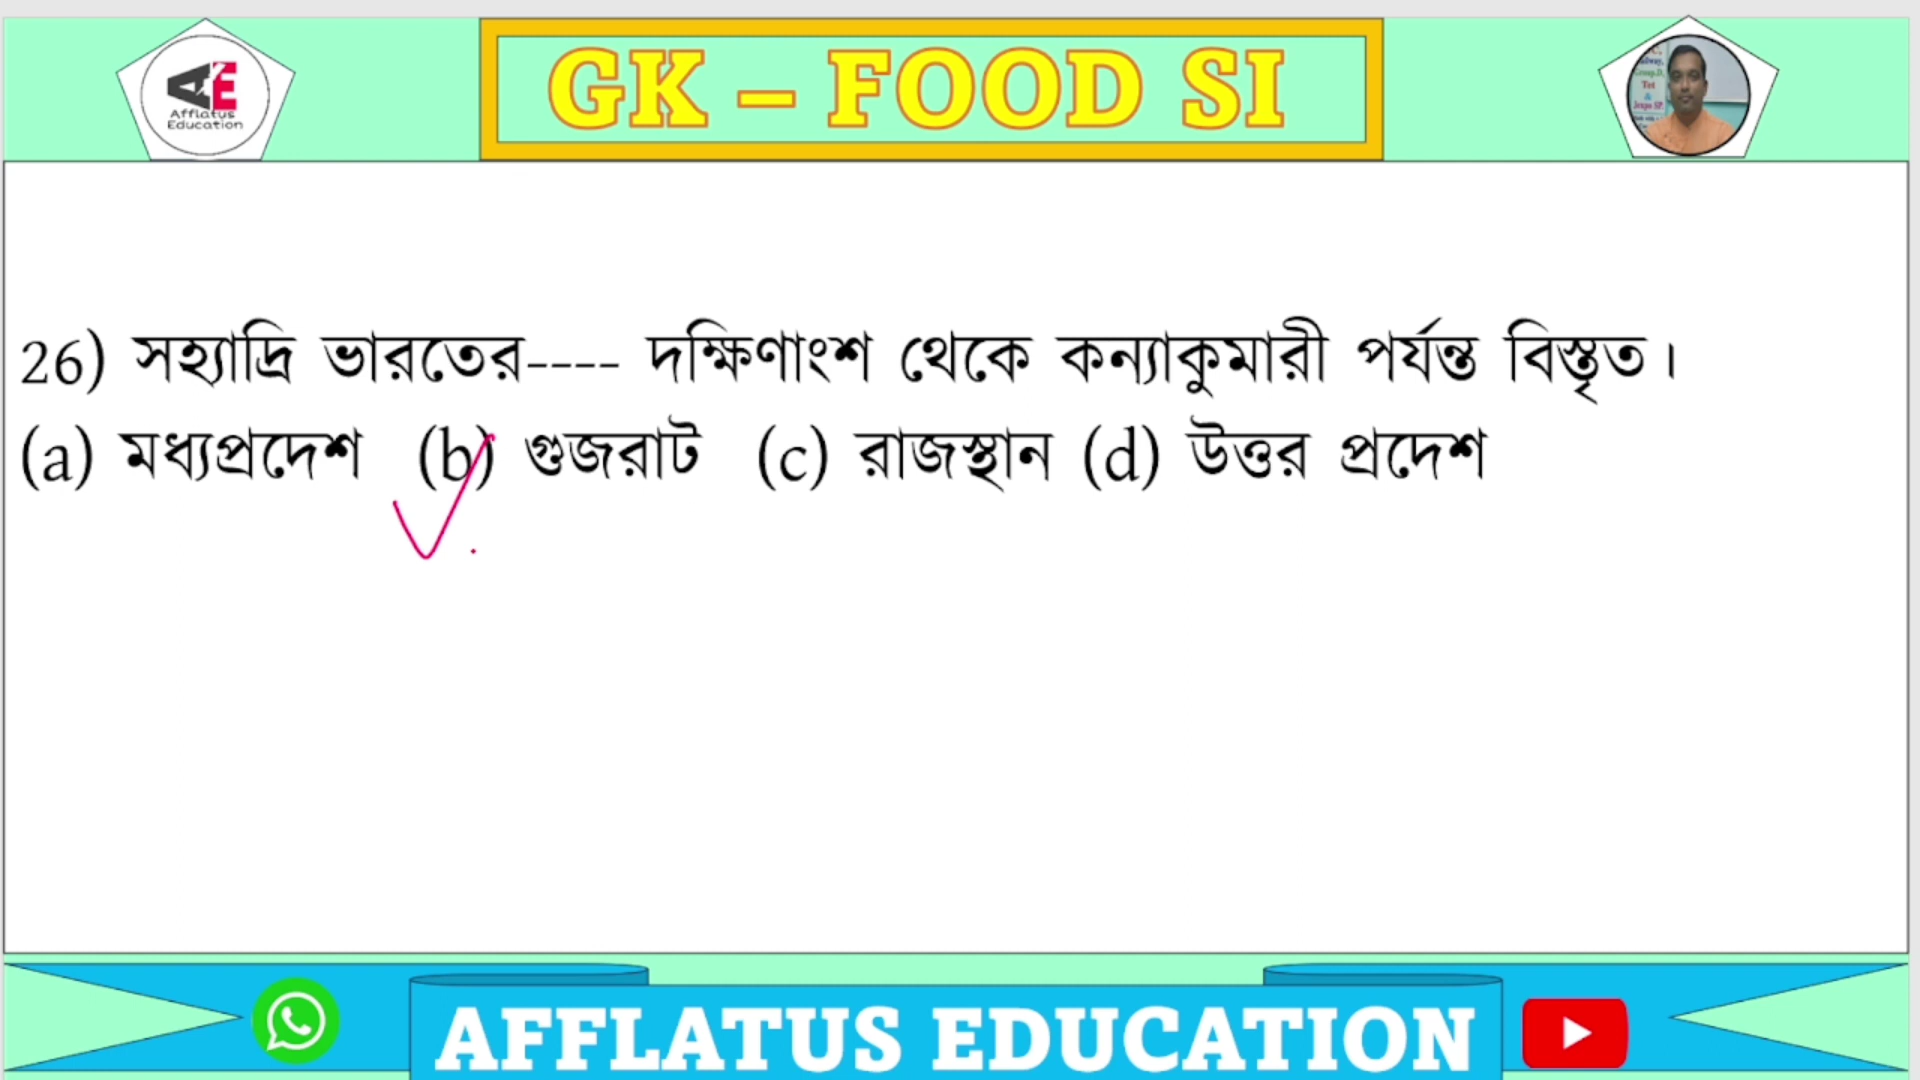 Afflatus
Education
GK – FOOD SI
26) সহ্যাদ্রি ভারতের---- দক্ষিণাংশ থেকে কন্যাকুমারী পর্যন্ত বিস্তৃত।
(a) মধ্যপ্রদেশ (b) গুজরাট (c) রাজস্থান (d) উত্তর প্রদেশ
AFFLATUS EDUCATION